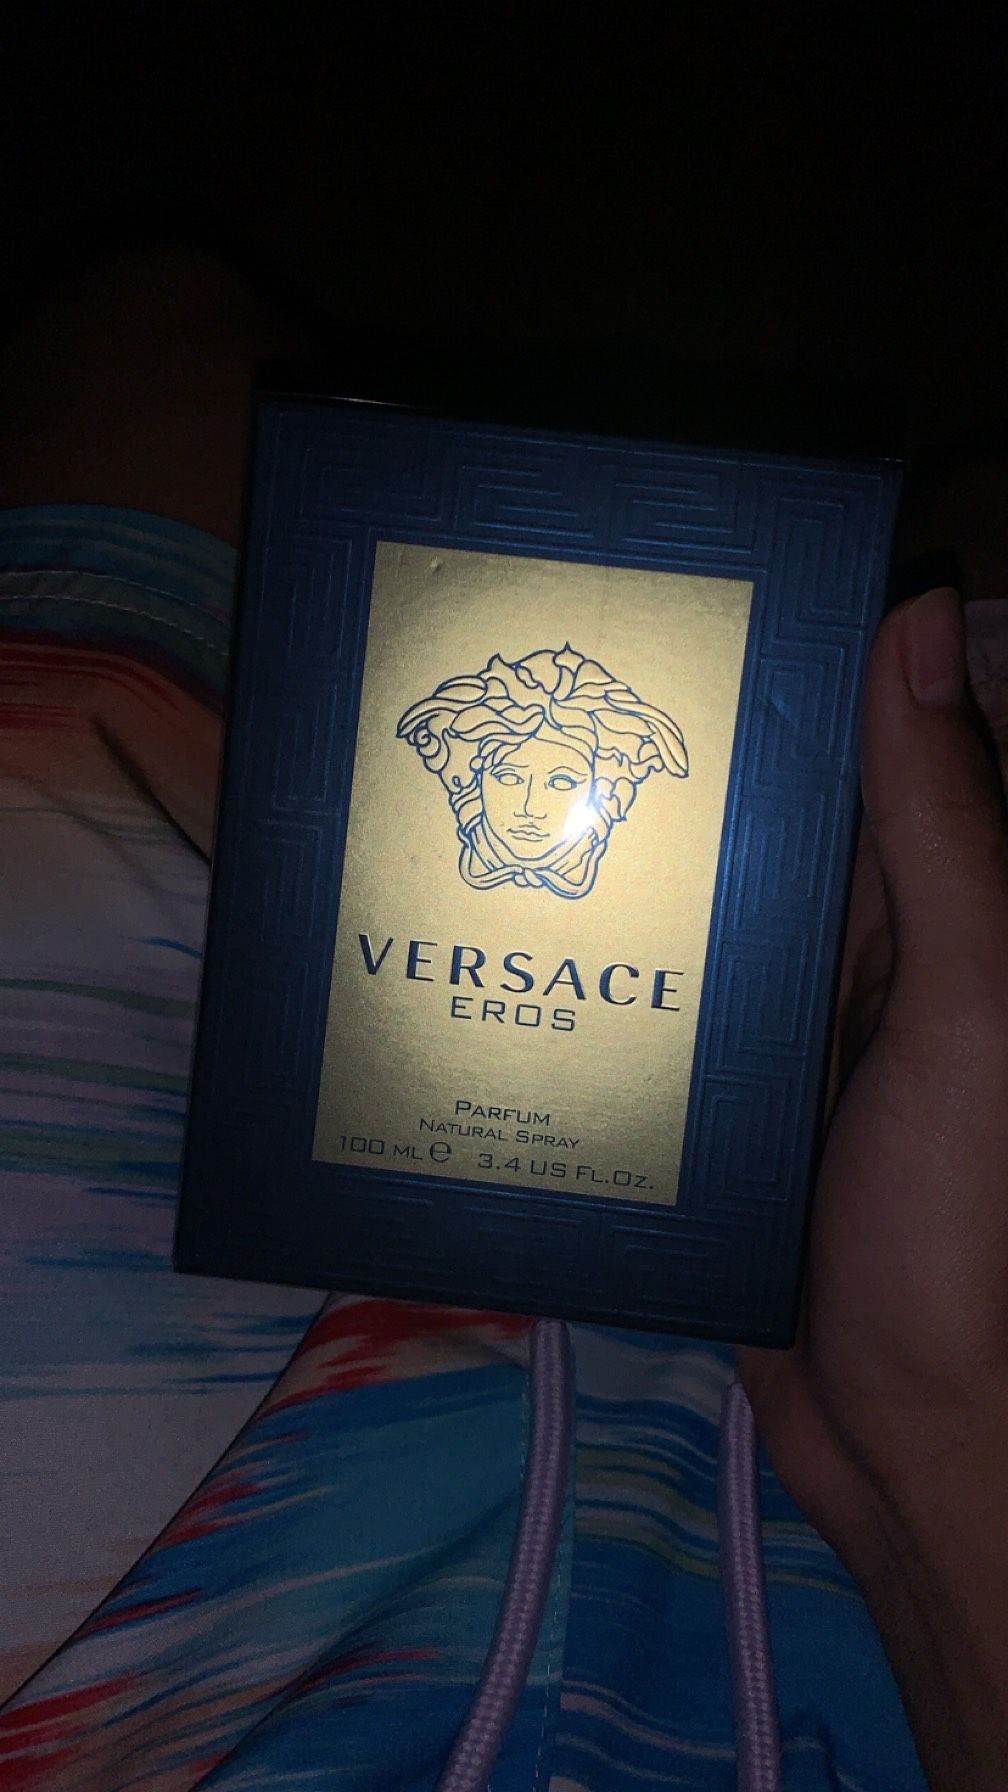 VERSACE
EROS
PARFUM
NATURAL SPRAY
100 ML ℮ 3.4 US FL.OZ.